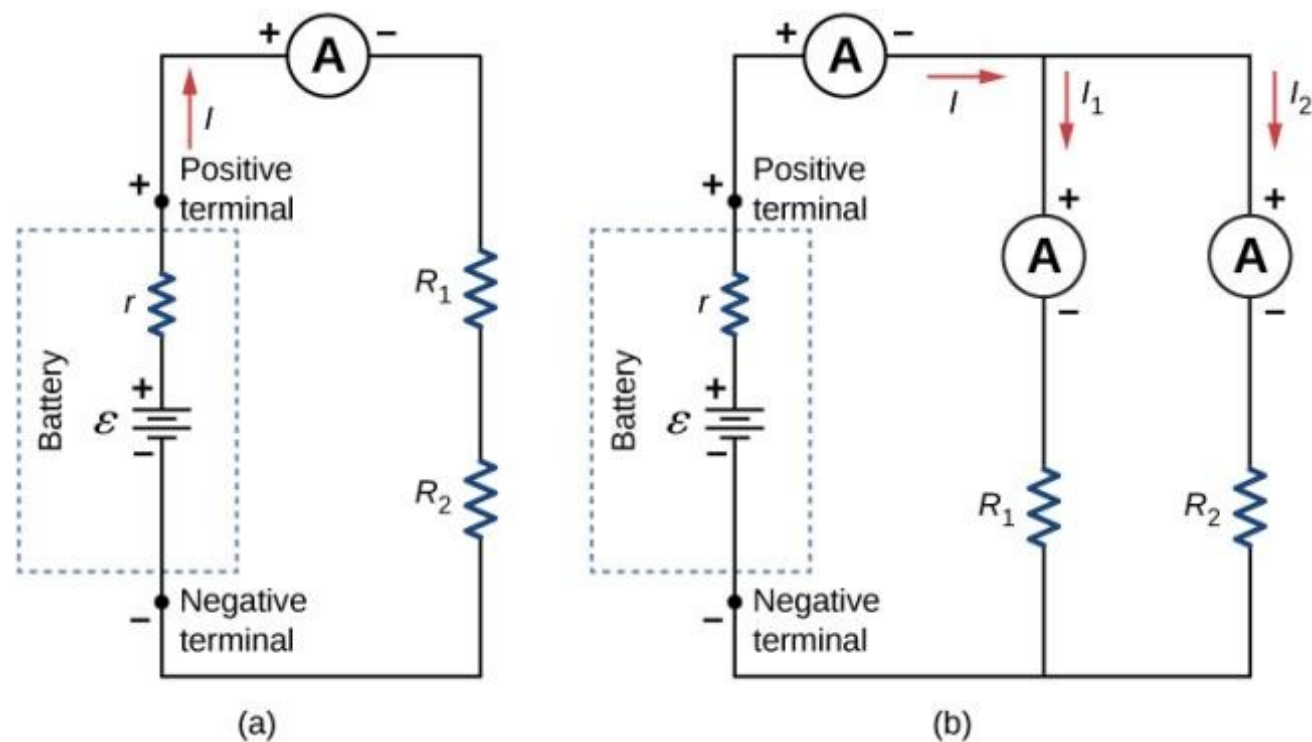 + A −
I
+ Positive
terminal
r
R₁
Battery
+
ε
−
R₂
Negative
− terminal
(a)
+ A −
I
I₁
I₂
+ Positive
terminal
+
A
−
+
A
−
r
Battery
+
ε
−
R₁
R₂
Negative
− terminal
(b)